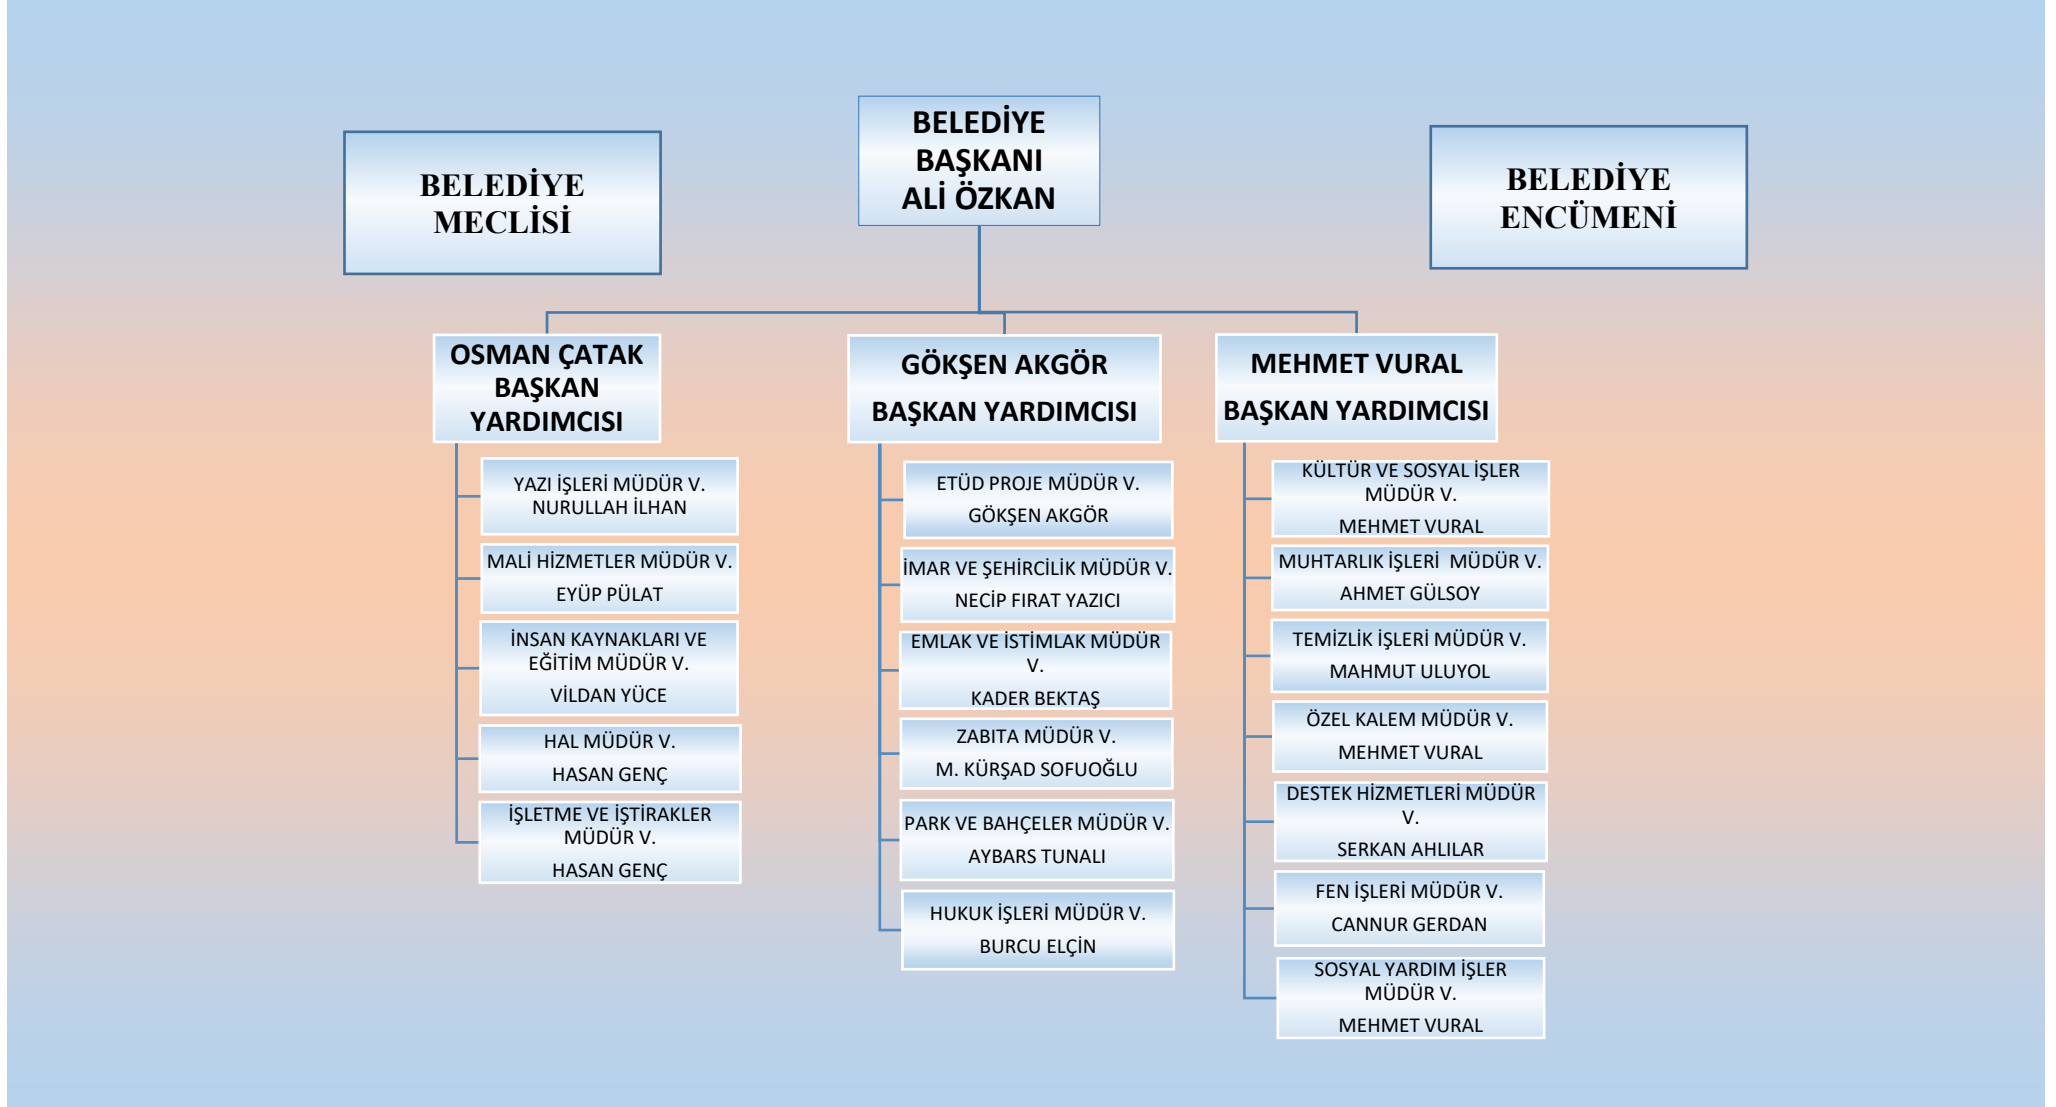 BELEDİYE
BAŞKANI
ALİ ÖZKAN
BELEDİYE
MECLİSİ
BELEDİYE
ENCÜMENİ
OSMAN ÇATAK
BAŞKAN
YARDIMCISI
YAZI İŞLERİ MÜDÜR V.
NURULLAH İLHAN
MALİ HİZMETLER MÜDÜR V.
EYÜP PÜLAT
İNSAN KAYNAKLARI VE
EĞİTİM MÜDÜR V.
VİLDAN YÜCE
HAL MÜDÜR V.
HASAN GENÇ
İŞLETME VE İŞTİRAKLER
MÜDÜR V.
HASAN GENÇ
GÖKŞEN AKGÖR
BAŞKAN YARDIMCISI
ETÜD PROJE MÜDÜR V.
GÖKŞEN AKGÖR
İMAR VE ŞEHİRCİLİK MÜDÜR V.
NECİP FIRAT YAZICI
EMLAK VE İSTİMLAK MÜDÜR
V.
KADER BEKTAŞ
ZABITA MÜDÜR V.
M. KÜRŞAD SOFUOĞLU
PARK VE BAHÇELER MÜDÜR V.
AYBARS TUNALI
HUKUK İŞLERİ MÜDÜR V.
BURCU ELÇİN
MEHMET VURAL
BAŞKAN YARDIMCISI
KÜLTÜR VE SOSYAL İŞLER
MÜDÜR V.
MEHMET VURAL
MUHTARLIK İŞLERİ  MÜDÜR V.
AHMET GÜLSOY
TEMİZLİK İŞLERİ MÜDÜR V.
MAHMUT ULUYOL
ÖZEL KALEM MÜDÜR V.
MEHMET VURAL
DESTEK HİZMETLERİ MÜDÜR
V.
SERKAN AHLILAR
FEN İŞLERİ MÜDÜR V.
CANNUR GERDAN
SOSYAL YARDIM İŞLER
MÜDÜR V.
MEHMET VURAL